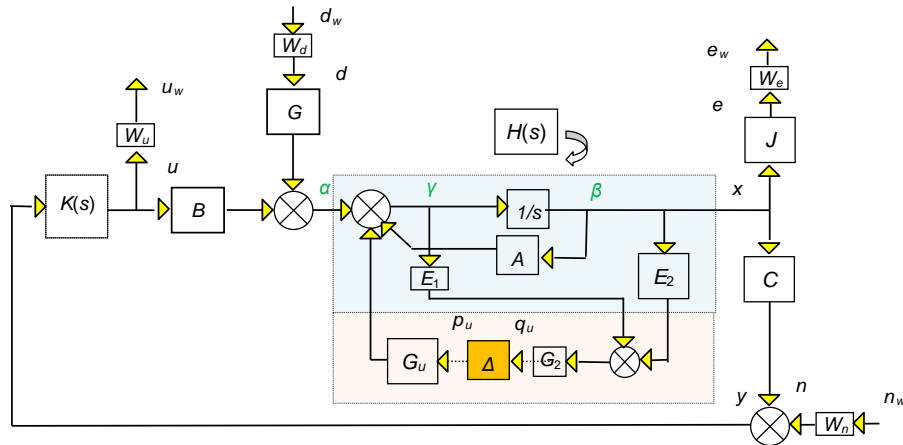 d_w
W_d
d
e_w
W_e
e
u_w
G
H(s)
J
W_u
u
α
γ
β
x
K(s)
B
1/s
A
E_1
E_2
C
p_u
q_u
G_u
Δ
G_2
y
n
n_w
W_n